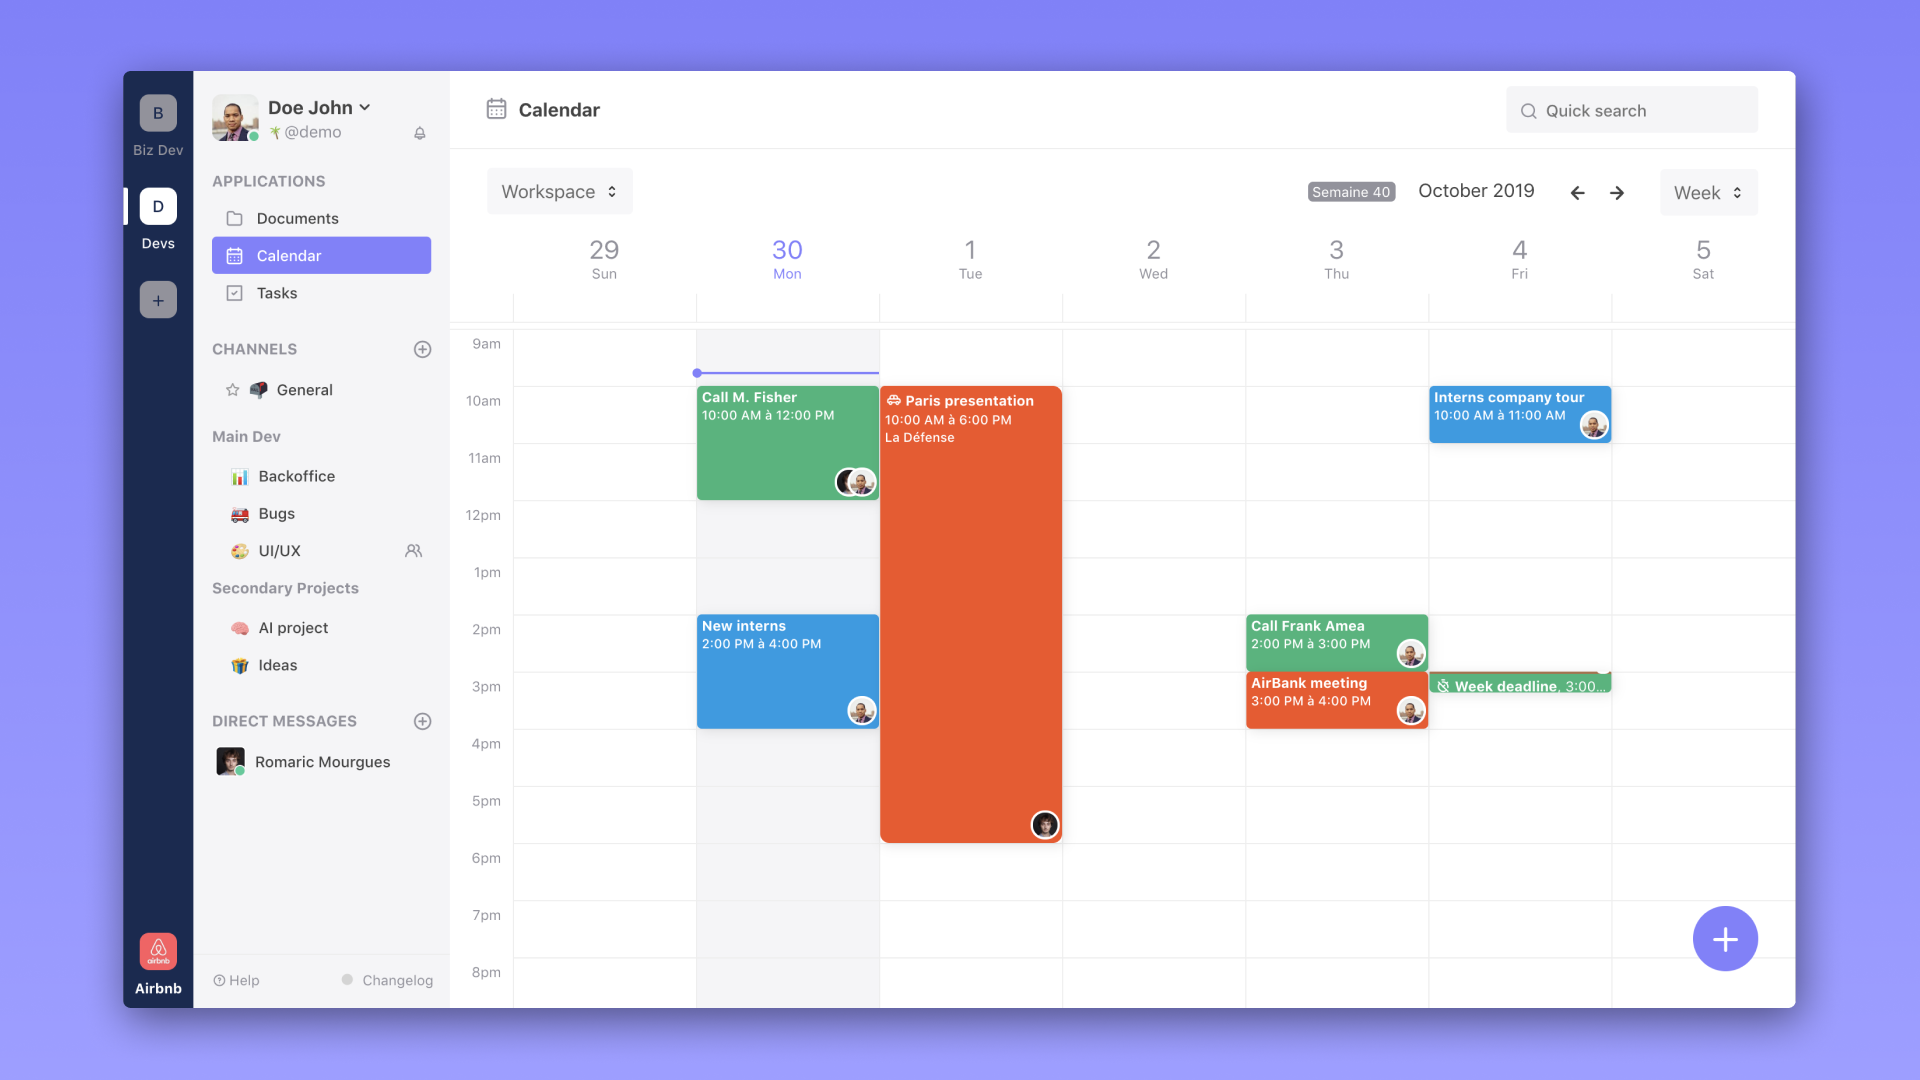 B
Biz Dev
D
Devs
+
airbnb
Airbnb
Doe John
@demo
APPLICATIONS
Documents
Calendar
Tasks
CHANNELS
General
Main Dev
Backoffice
Bugs
UI/UX
Secondary Projects
AI project
Ideas
DIRECT MESSAGES
Romaric Mourgues
Help
Changelog
Calendar
Quick search
Workspace
Semaine 40
October 2019
Week
29
Sun
30
Mon
1
Tue
2
Wed
3
Thu
4
Fri
5
Sat
9am
10am
11am
12pm
1pm
2pm
3pm
4pm
5pm
6pm
7pm
8pm
Call M. Fisher
10:00 AM à 12:00 PM
New interns
2:00 PM à 4:00 PM
Paris presentation
10:00 AM à 6:00 PM
La Défense
Call Frank Amea
2:00 PM à 3:00 PM
AirBank meeting
3:00 PM à 4:00 PM
Interns company tour
10:00 AM à 11:00 AM
Week deadline, 3:00...